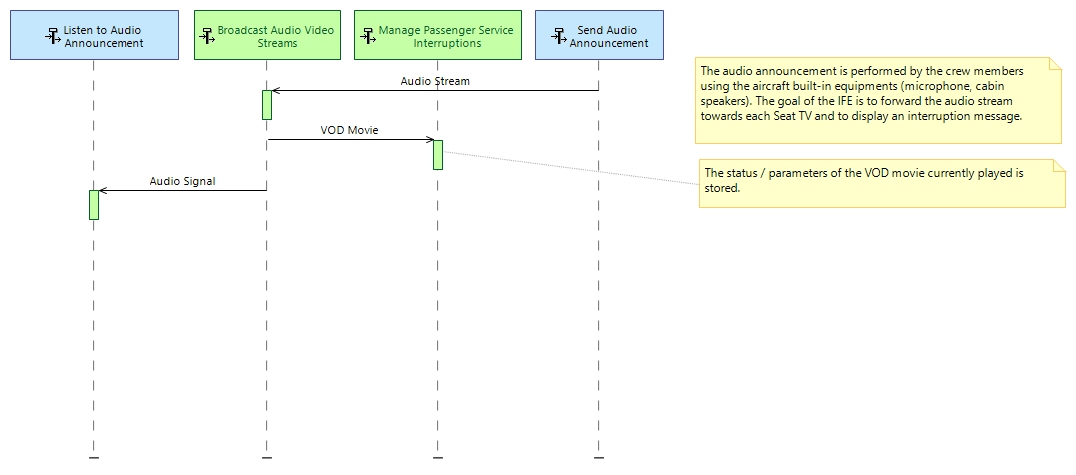 Listen to Audio
Announcement
Broadcast Audio Video
Streams
Manage Passenger Service
Interruptions
Send Audio
Announcement
Audio Stream
VOD Movie
Audio Signal
The audio announcement is performed by the crew members
using the aircraft built-in equipments (microphone, cabin
speakers). The goal of the IFE is to forward the audio stream
towards each Seat TV and to display an interruption message.
The status / parameters of the VOD movie currently played is
stored.